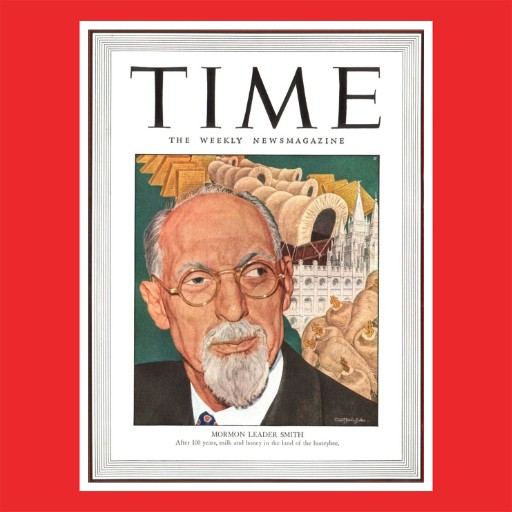 TIME
THE WEEKLY NEWSMAGAZINE
MORMON LEADER SMITH
After 100 years, milk and honey in the land of the honeybee.